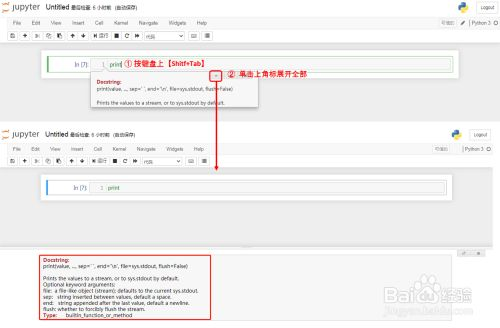 jupyter Untitled 最后检查: 6 小时前 (自动保存) Logout
File Edit View Insert Cell Kernel Navigate Widgets Help 可信的 Python 3
运行 代码
In [7]: 1 print ① 按键盘上【Shitf+Tab】
② 单击上角标展开全部
Docstring:
print(value, ..., sep=' ', end='\n', file=sys.stdout, flush=False)
Prints the values to a stream, or to sys.stdout by default.
jupyter Untitled 最后检查: 6 小时前 (自动保存) Logout
File Edit View Insert Cell Kernel Navigate Widgets Help 可信的 Python 3
运行 代码
In [7]: 1 print
Docstring:
print(value, ..., sep=' ', end='\n', file=sys.stdout, flush=False)
Prints the values to a stream, or to sys.stdout by default.
Optional keyword arguments:
file: a file-like object (stream); defaults to the current sys.stdout.
sep: string inserted between values, default a space.
end: string appended after the last value, default a newline.
flush: whether to forcibly flush the stream.
Type: builtin_function_or_method
Baidu 经验